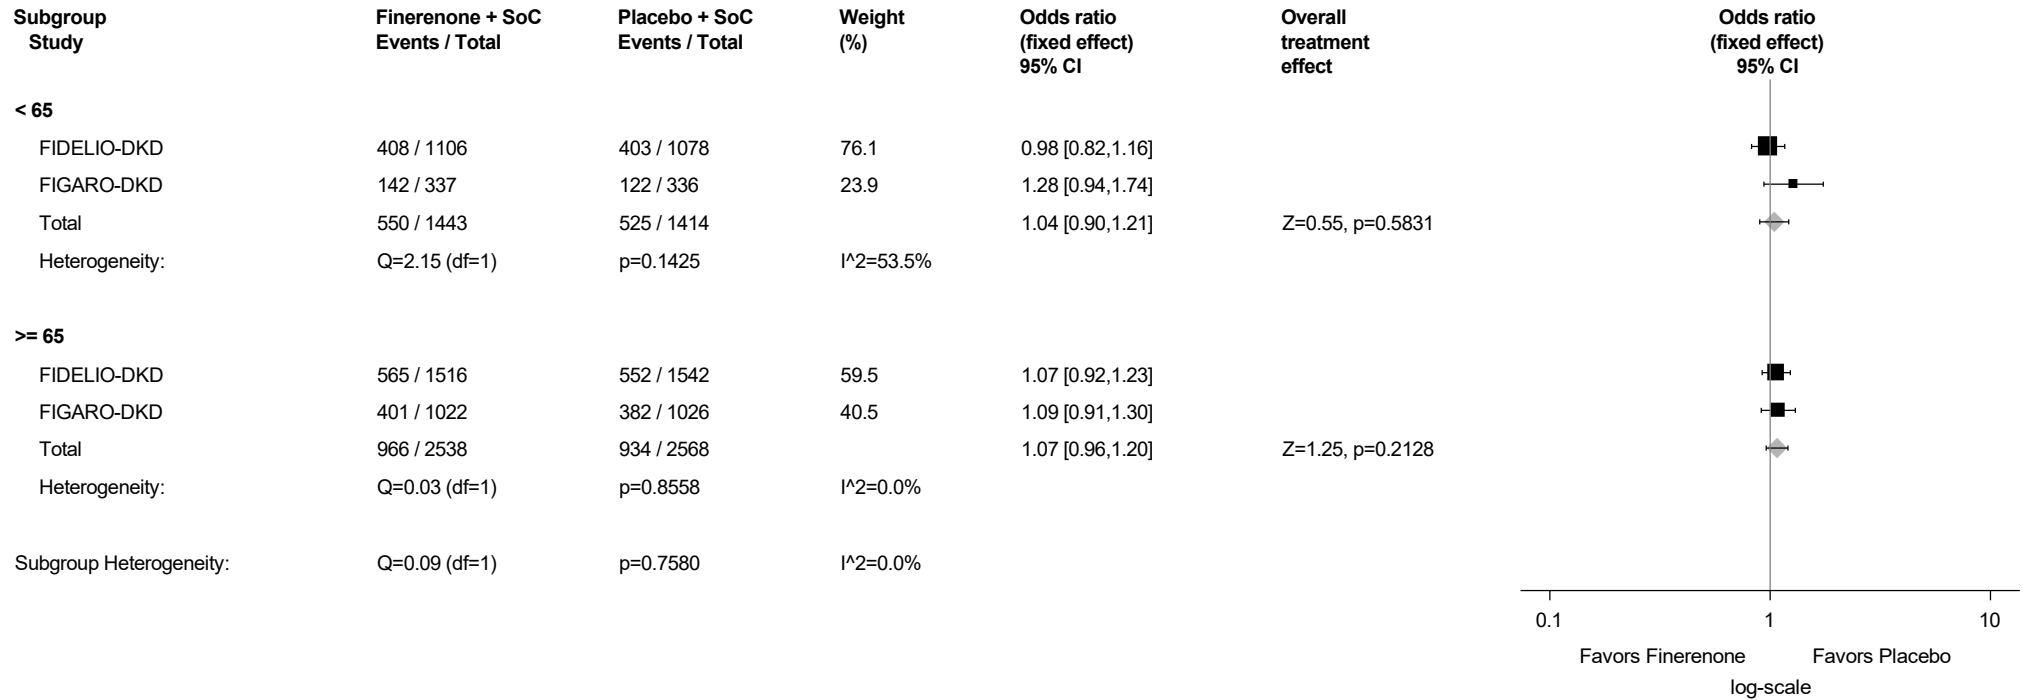 Subgroup Finerenone + SoC Placebo + SoC Weight Odds ratio Overall Odds ratio
Study Events / Total Events / Total (%) (fixed effect) treatment (fixed effect)
95% CI effect 95% CI
< 65
FIDELIO-DKD 408 / 1106 403 / 1078 76.1 0.98 [0.82,1.16]
FIGARO-DKD 142 / 337 122 / 336 23.9 1.28 [0.94,1.74]
Total 550 / 1443 525 / 1414 1.04 [0.90,1.21] Z=0.55, p=0.5831
Heterogeneity: Q=2.15 (df=1) p=0.1425 I^2=53.5%
>= 65
FIDELIO-DKD 565 / 1516 552 / 1542 59.5 1.07 [0.92,1.23]
FIGARO-DKD 401 / 1022 382 / 1026 40.5 1.09 [0.91,1.30]
Total 966 / 2538 934 / 2568 1.07 [0.96,1.20] Z=1.25, p=0.2128
Heterogeneity: Q=0.03 (df=1) p=0.8558 I^2=0.0%
Subgroup Heterogeneity: Q=0.09 (df=1) p=0.7580 I^2=0.0%
0.1 1 10
Favors Finerenone Favors Placebo
log-scale